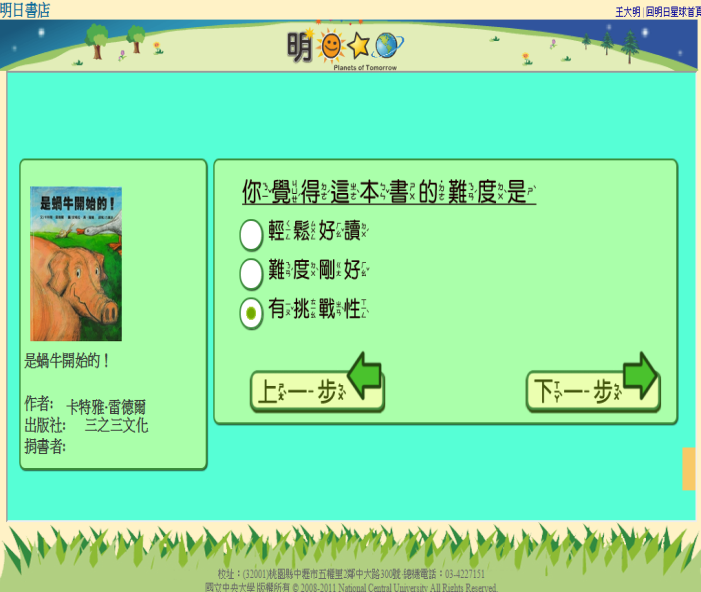 明日書店
王大明 | 回明日星球首頁
明日星球
Planets of Tomorrow
你覺得這本書的難度是
輕鬆好讀
難度剛好
有挑戰性
上一步
下一步
是蝸牛開始的！
是蝸牛開始的！
作者: 卡特雅‧雷德爾
出版社: 三之三文化
捐書者:
校址：(32001)桃園縣中壢市五權里2鄰中大路300號 總機電話：03-4227151
國立中央大學 版權所有 © 2008-2011 National Central University All Rights Reserved.